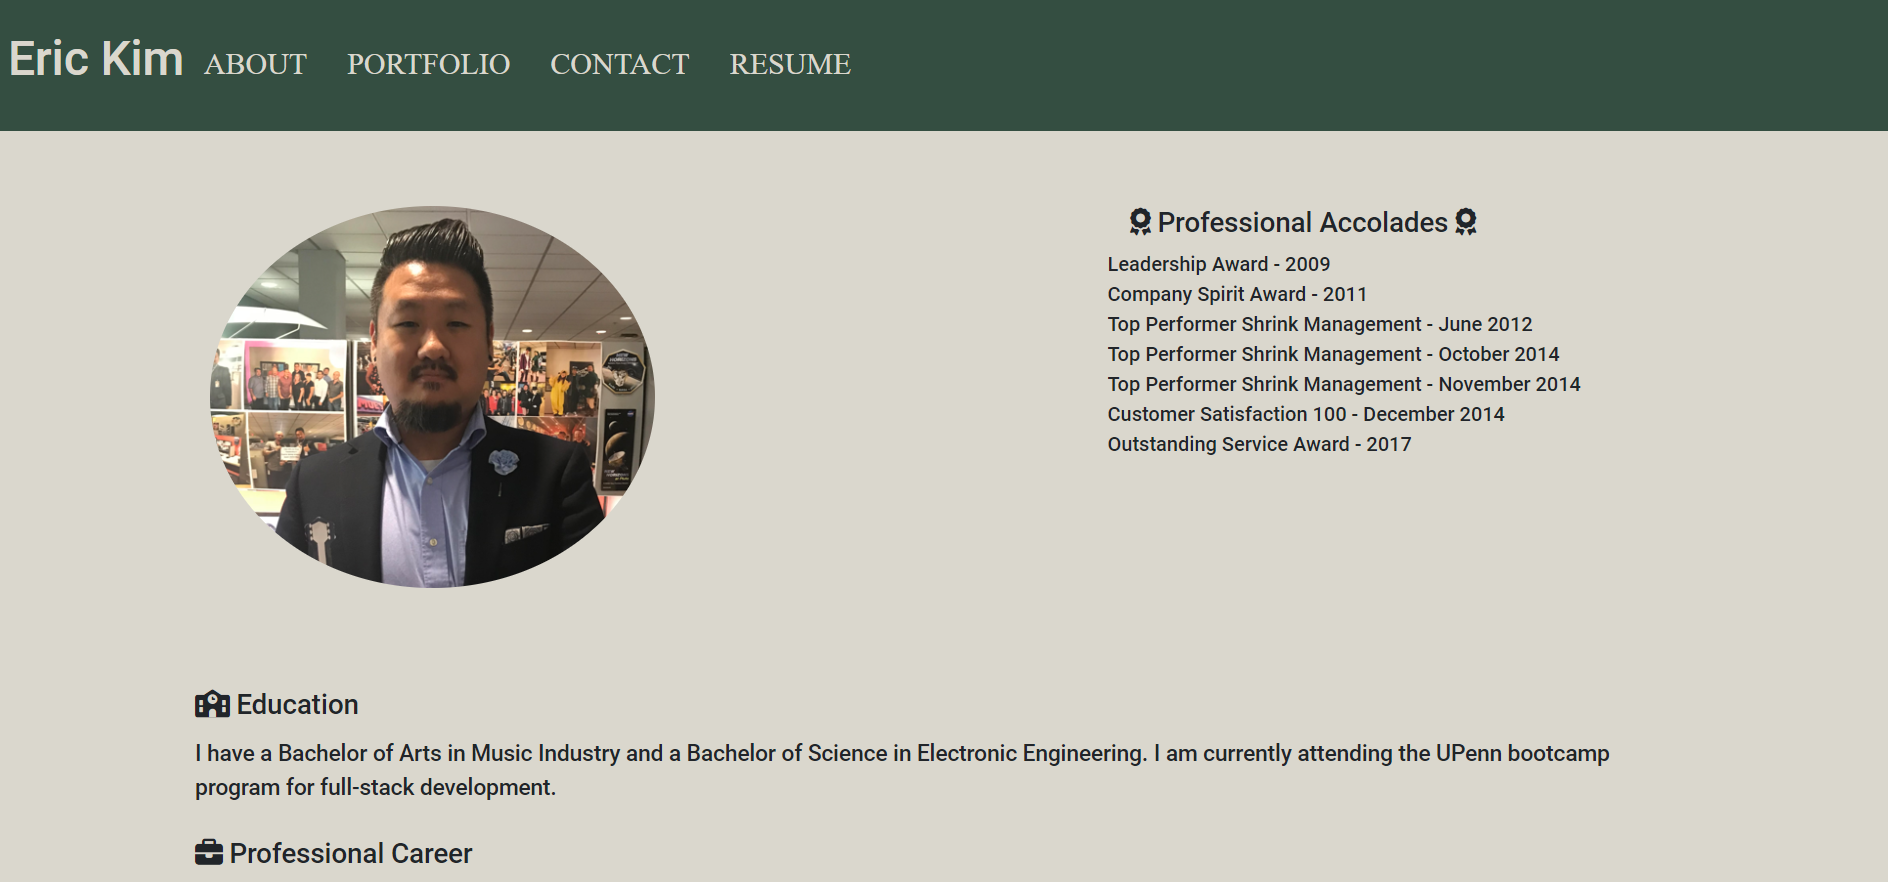 Eric Kim ABOUT PORTFOLIO CONTACT RESUME
Professional Accolades
Leadership Award - 2009
Company Spirit Award - 2011
Top Performer Shrink Management - June 2012
Top Performer Shrink Management - October 2014
Top Performer Shrink Management - November 2014
Customer Satisfaction 100 - December 2014
Outstanding Service Award - 2017
Education
I have a Bachelor of Arts in Music Industry and a Bachelor of Science in Electronic Engineering. I am currently attending the UPenn bootcamp
program for full-stack development.
Professional Career